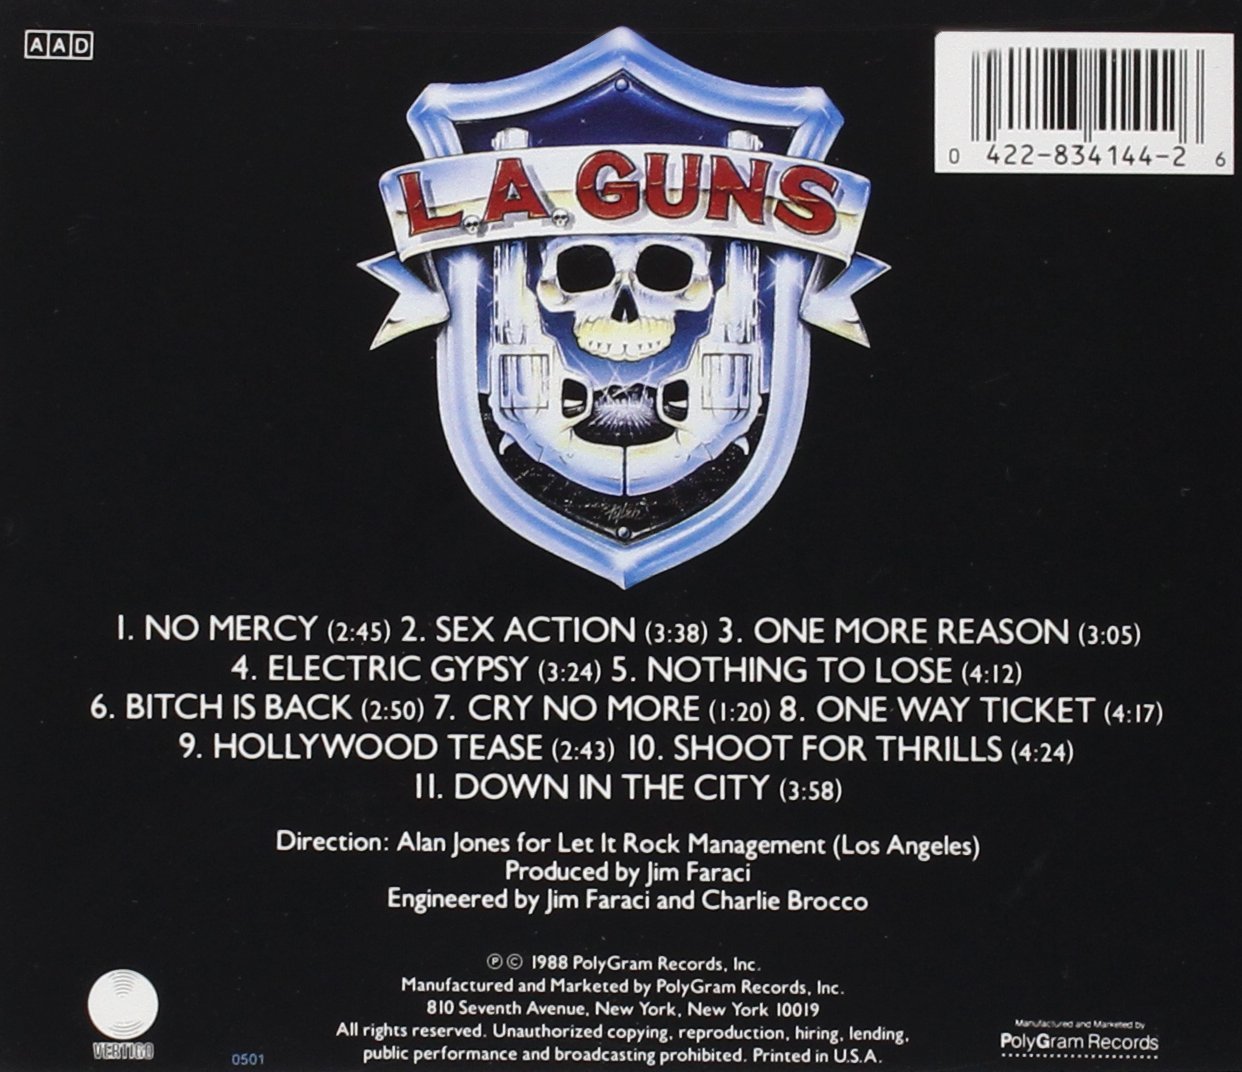 AAD
L.A. GUNS
0 422-834144-2 6
1. NO MERCY (2:45) 2. SEX ACTION (3:38) 3. ONE MORE REASON (3:05)
4. ELECTRIC GYPSY (3:24) 5. NOTHING TO LOSE (4:12)
6. BITCH IS BACK (2:50) 7. CRY NO MORE (1:20) 8. ONE WAY TICKET (4:17)
9. HOLLYWOOD TEASE (2:43) 10. SHOOT FOR THRILLS (4:24)
11. DOWN IN THE CITY (3:58)
Direction: Alan Jones for Let It Rock Management (Los Angeles)
Produced by Jim Faraci
Engineered by Jim Faraci and Charlie Brocco
℗ © 1988 PolyGram Records, Inc.
Manufactured and Marketed by PolyGram Records, Inc.
810 Seventh Avenue, New York, New York 10019
All rights reserved. Unauthorized copying, reproduction, hiring, lending,
public performance and broadcasting prohibited. Printed in U.S.A.
VERTIGO
0501
Manufactured and Marketed by
PolyGram Records